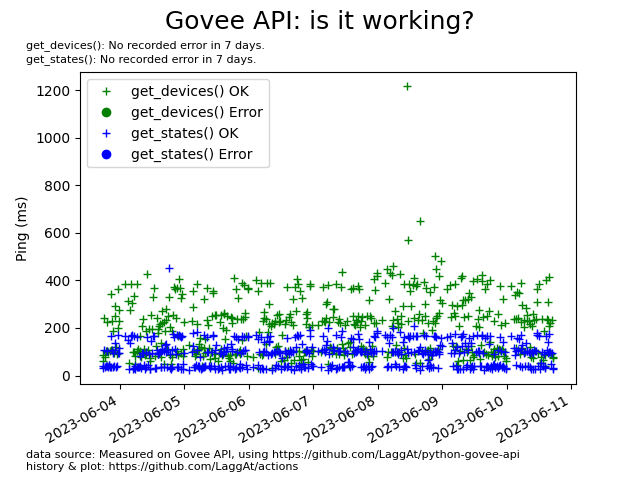 Govee API: is it working?
get_devices(): No recorded error in 7 days.
get_states(): No recorded error in 7 days.
get_devices() OK
get_devices() Error
get_states() OK
get_states() Error
1200
1000
800
600
400
200
0
Ping (ms)
2023-06-04
2023-06-05
2023-06-06
2023-06-07
2023-06-08
2023-06-09
2023-06-10
2023-06-11
data source: Measured on Govee API, using https://github.com/LaggAt/python-govee-api
history & plot: https://github.com/LaggAt/actions